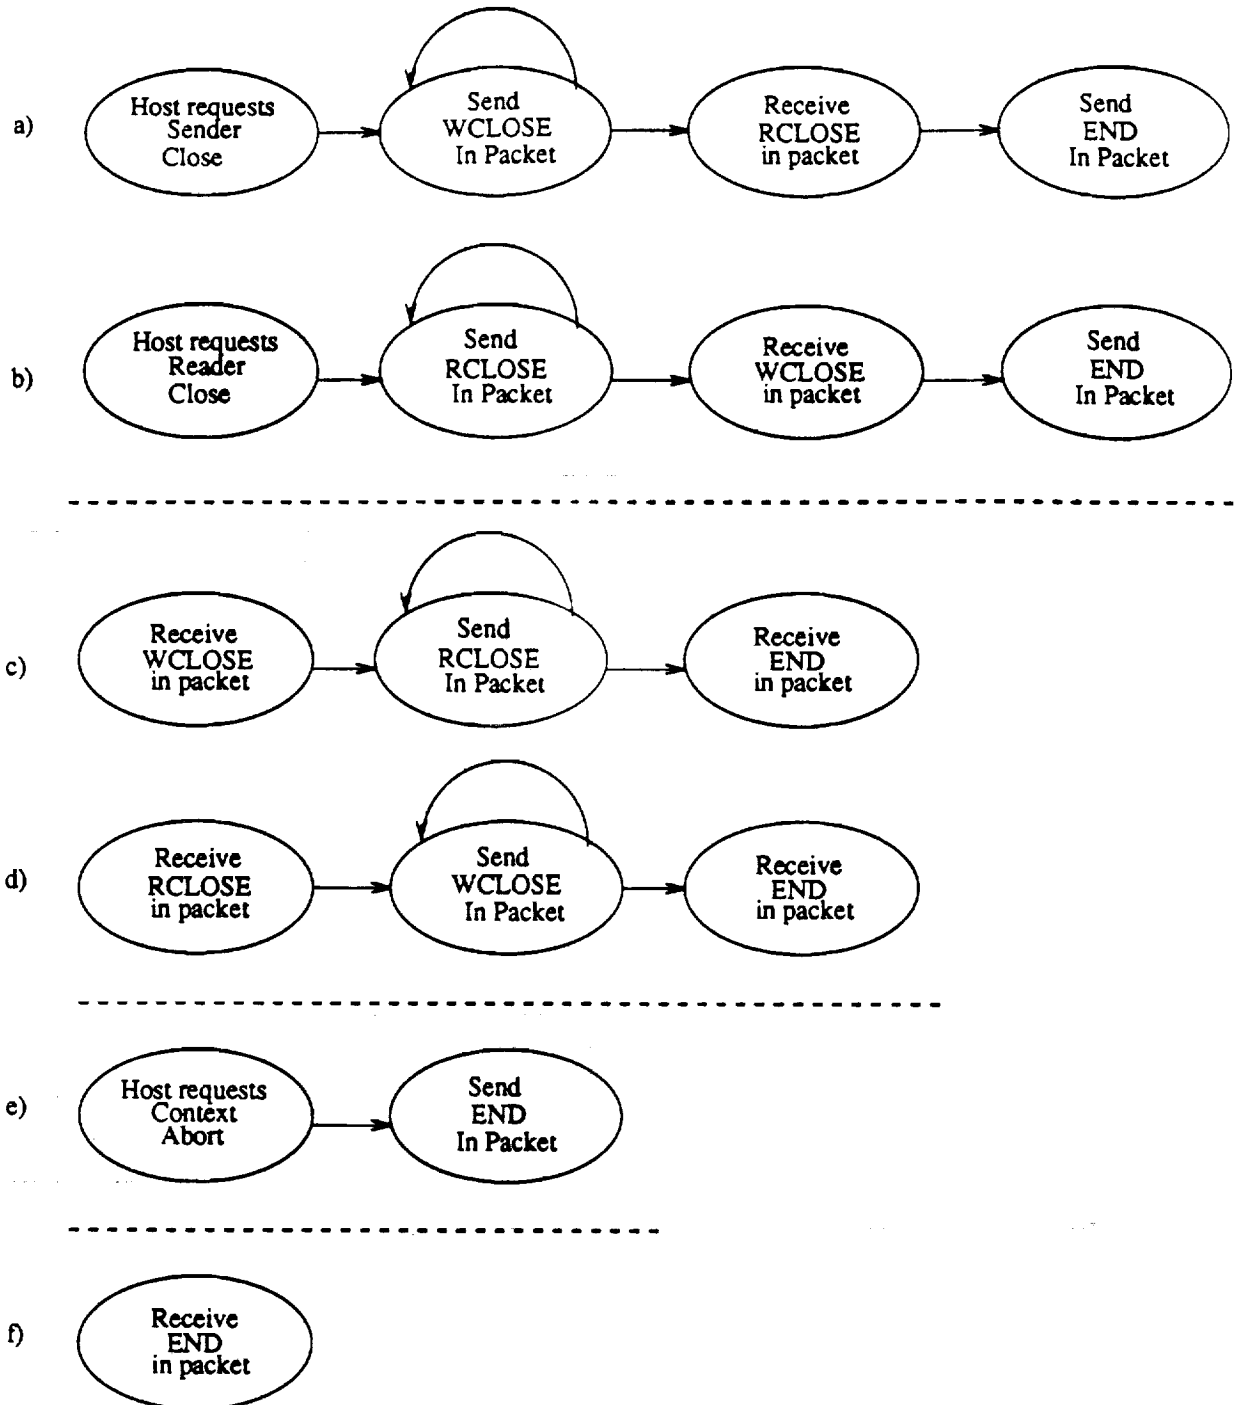 a)
Host requests
Sender
Close
Send
WCLOSE
In Packet
Receive
RCLOSE
in packet
Send
END
In Packet
b)
Host requests
Reader
Close
Send
RCLOSE
In Packet
Receive
WCLOSE
in packet
Send
END
In Packet
c)
Receive
WCLOSE
in packet
Send
RCLOSE
In Packet
Receive
END
in packet
d)
Receive
RCLOSE
in packet
Send
WCLOSE
In Packet
Receive
END
in packet
e)
Host requests
Context
Abort
Send
END
In Packet
f)
Receive
END
in packet